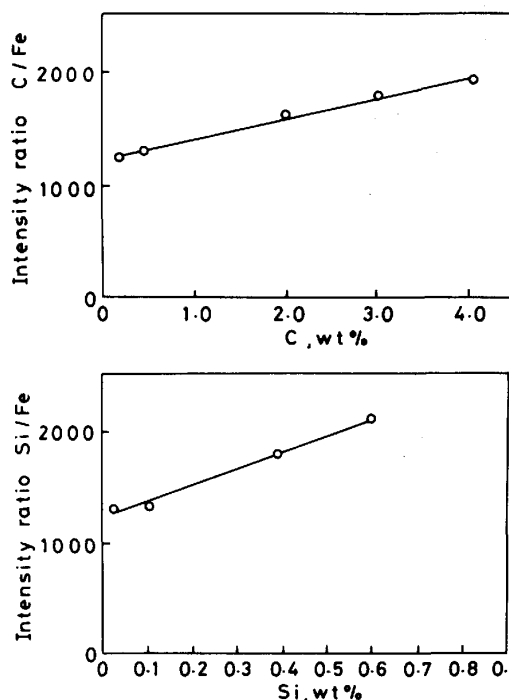 Intensity ratio C/Fe
2000
1000
0
0 1.0 2.0 3.0 4.0
C, wt%
Intensity ratio Si/Fe
2000
1000
0
0 0.1 0.2 0.3 0.4 0.5 0.6 0.7 0.8 0.
Si, wt%